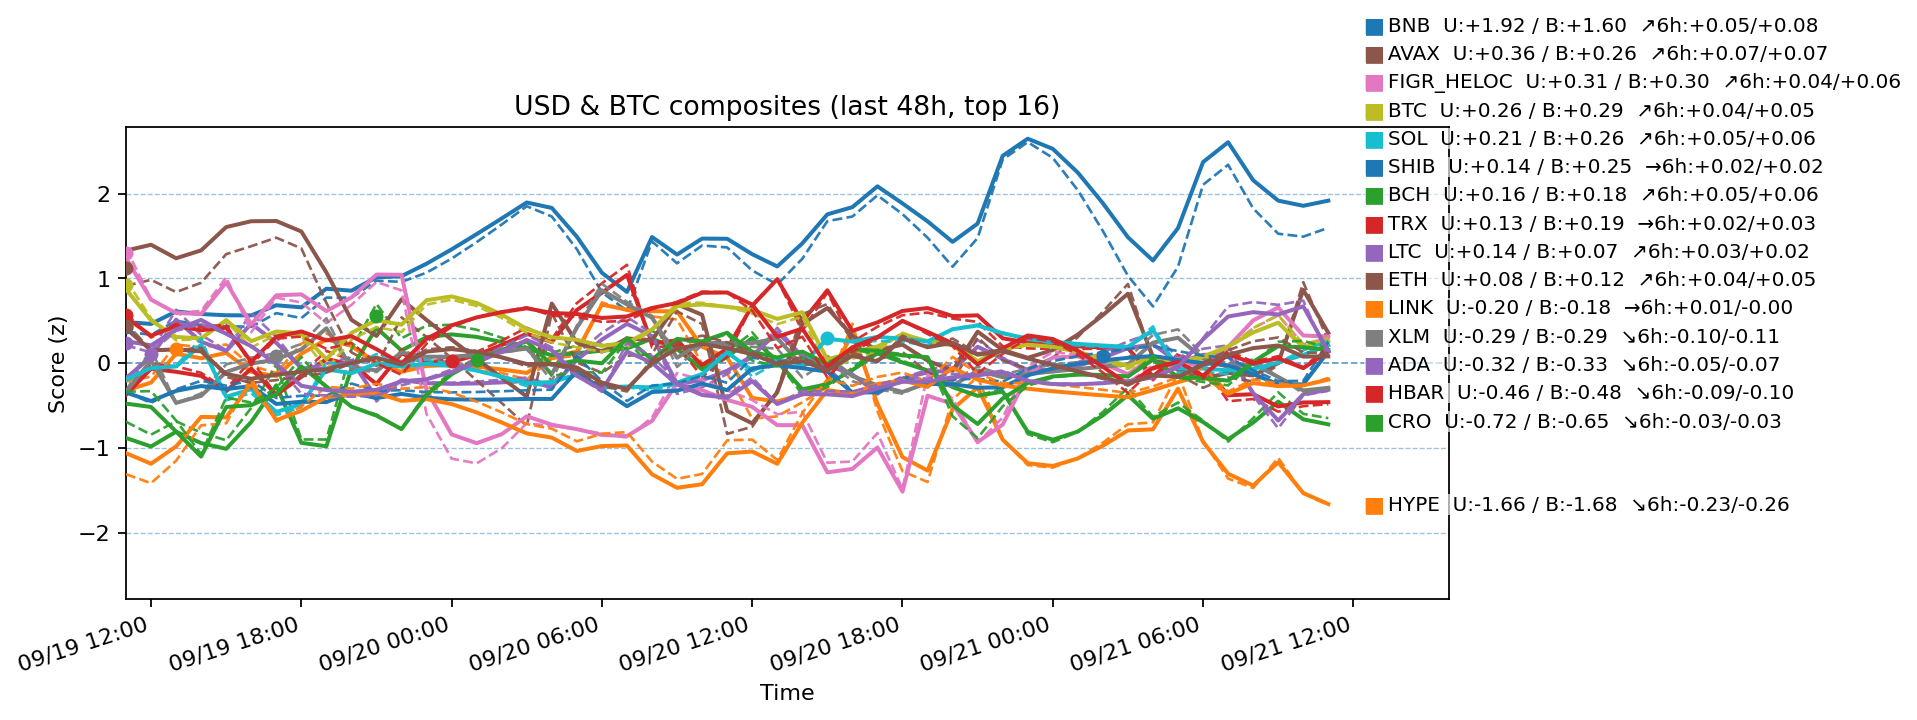 BNB  U:+1.92 / B:+1.60  ↗6h:+0.05/+0.08
AVAX  U:+0.36 / B:+0.26  ↗6h:+0.07/+0.07
FIGR_HELOC  U:+0.31 / B:+0.30  ↗6h:+0.04/+0.06
BTC  U:+0.26 / B:+0.29  ↗6h:+0.04/+0.05
SOL  U:+0.21 / B:+0.26  ↗6h:+0.05/+0.06
SHIB  U:+0.14 / B:+0.25  →6h:+0.02/+0.02
BCH  U:+0.16 / B:+0.18  ↗6h:+0.05/+0.06
TRX  U:+0.13 / B:+0.19  →6h:+0.02/+0.03
LTC  U:+0.14 / B:+0.07  ↗6h:+0.03/+0.02
ETH  U:+0.08 / B:+0.12  ↗6h:+0.04/+0.05
LINK  U:-0.20 / B:-0.18  →6h:+0.01/-0.00
XLM  U:-0.29 / B:-0.29  ↘6h:-0.10/-0.11
ADA  U:-0.32 / B:-0.33  ↘6h:-0.05/-0.07
HBAR  U:-0.46 / B:-0.48  ↘6h:-0.09/-0.10
CRO  U:-0.72 / B:-0.65  ↘6h:-0.03/-0.03
HYPE  U:-1.66 / B:-1.68  ↘6h:-0.23/-0.26
USD & BTC composites (last 48h, top 16)
Score (z)
2
1
0
−1
−2
09/19 12:00
09/19 18:00
09/20 00:00
09/20 06:00
09/20 12:00
09/20 18:00
09/21 00:00
09/21 06:00
09/21 12:00
Time